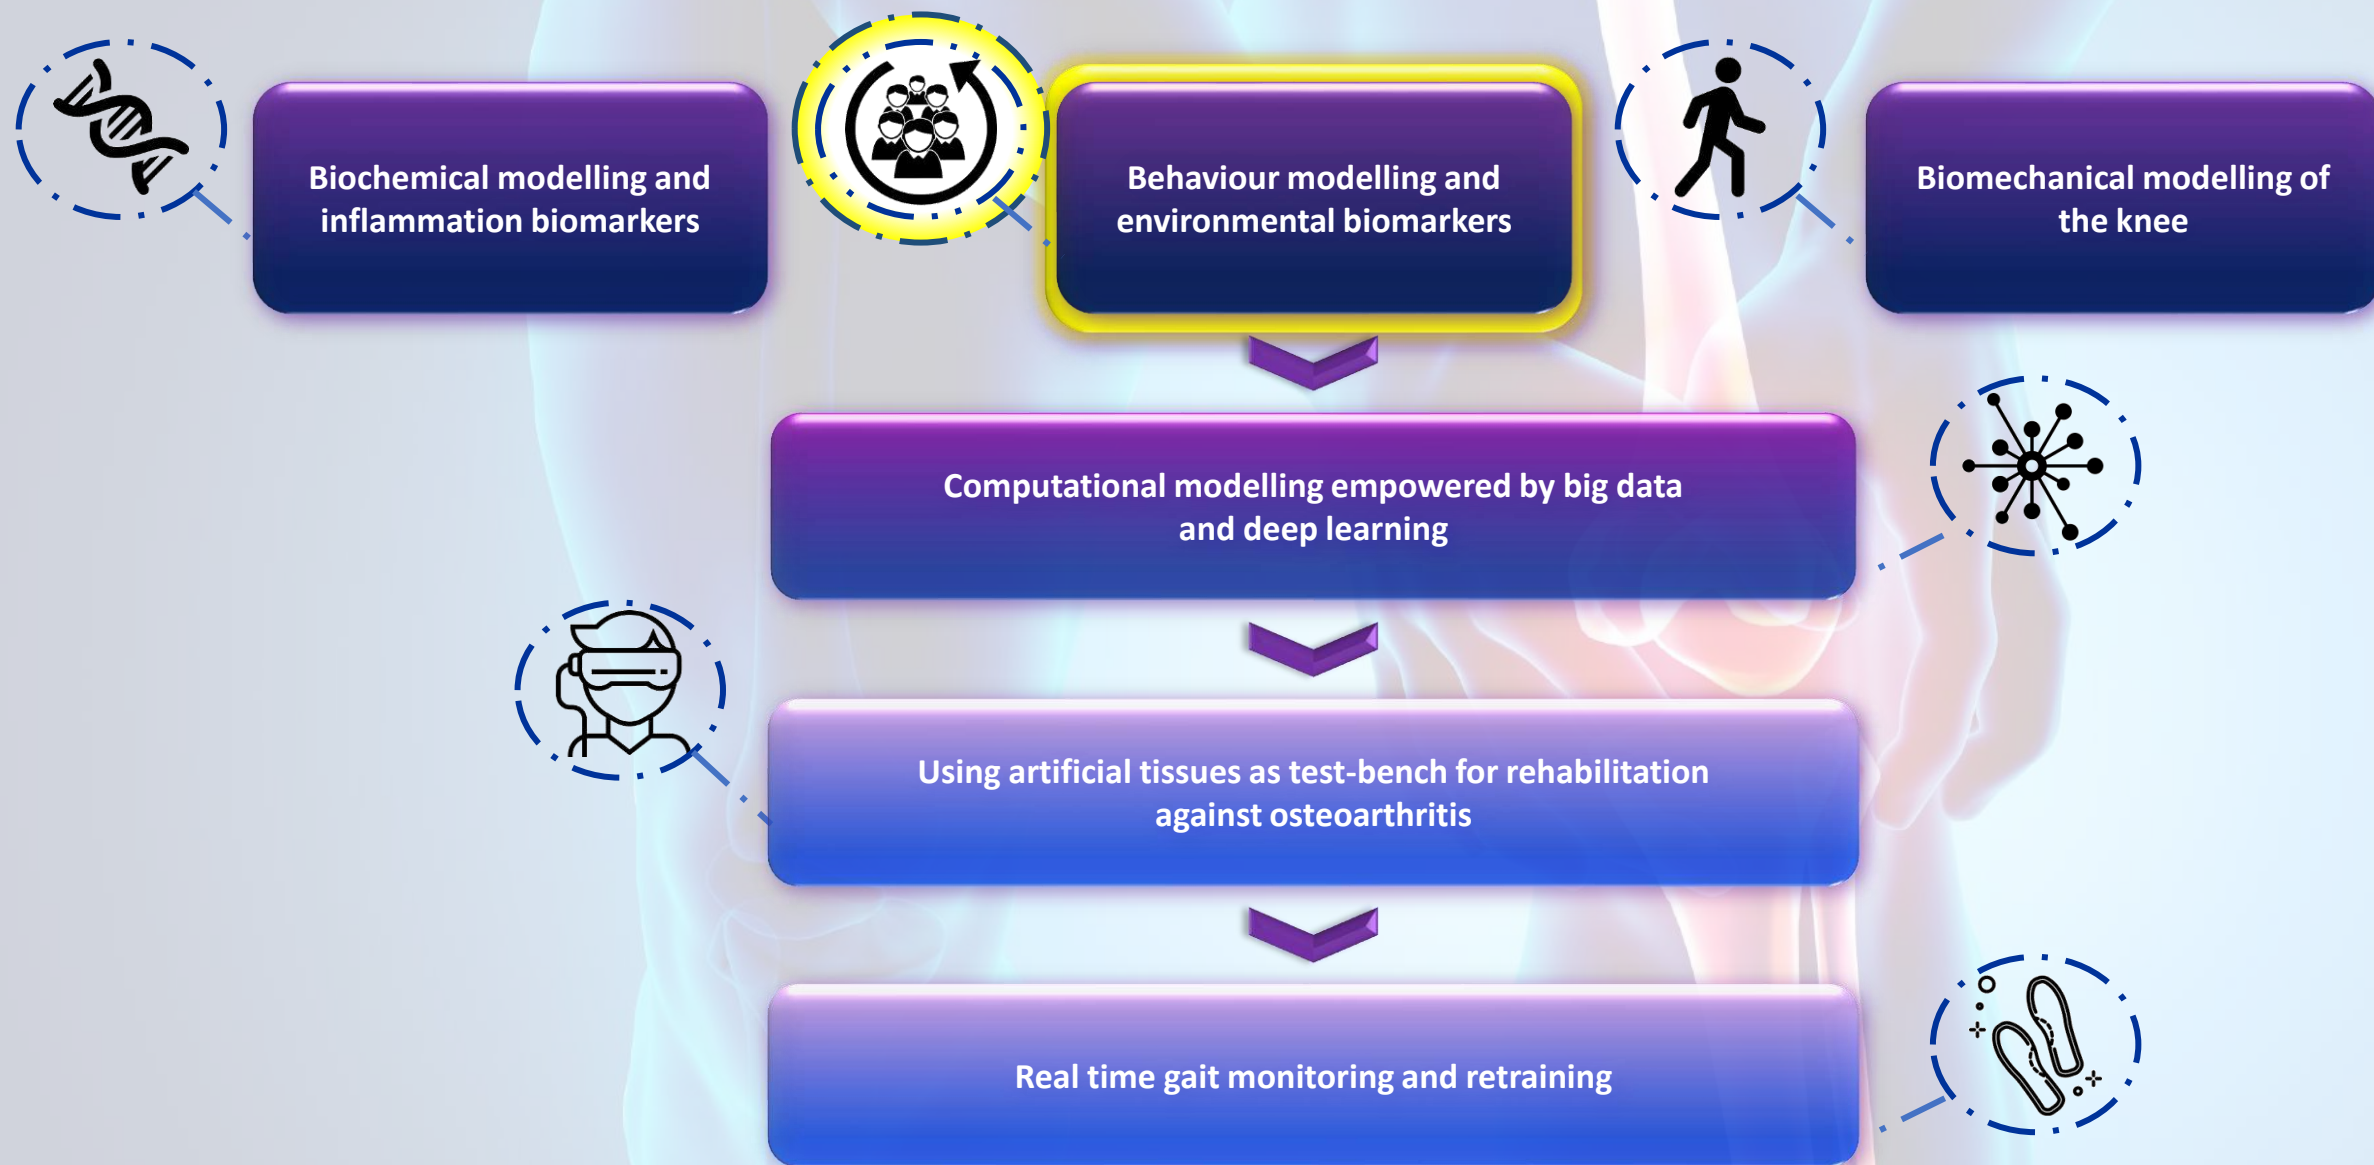 Biochemical modelling and
inflammation biomarkers
Behaviour modelling and
environmental biomarkers
Biomechanical modelling of
the knee
Computational modelling empowered by big data
and deep learning
Using artificial tissues as test-bench for rehabilitation
against osteoarthritis
Real time gait monitoring and retraining